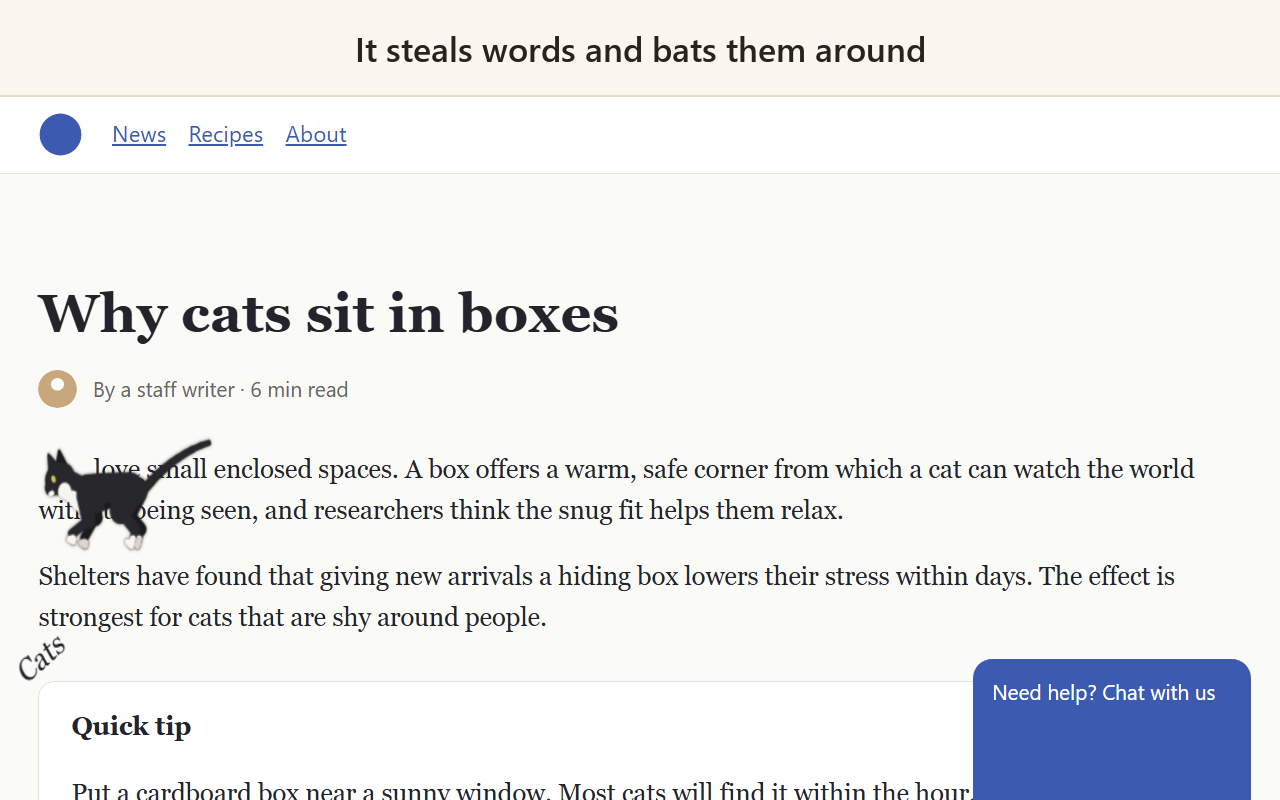 It steals words and bats them around
News Recipes About
Why cats sit in boxes
By a staff writer · 6 min read
love small enclosed spaces. A box offers a warm, safe corner from which a cat can watch the world
being seen, and researchers think the snug fit helps them relax.
Shelters have found that giving new arrivals a hiding box lowers their stress within days. The effect is
strongest for cats that are shy around people.
Cats
Need help? Chat with us
Quick tip
Put a cardboard box near a sunny window. Most cats will find it within the hour.